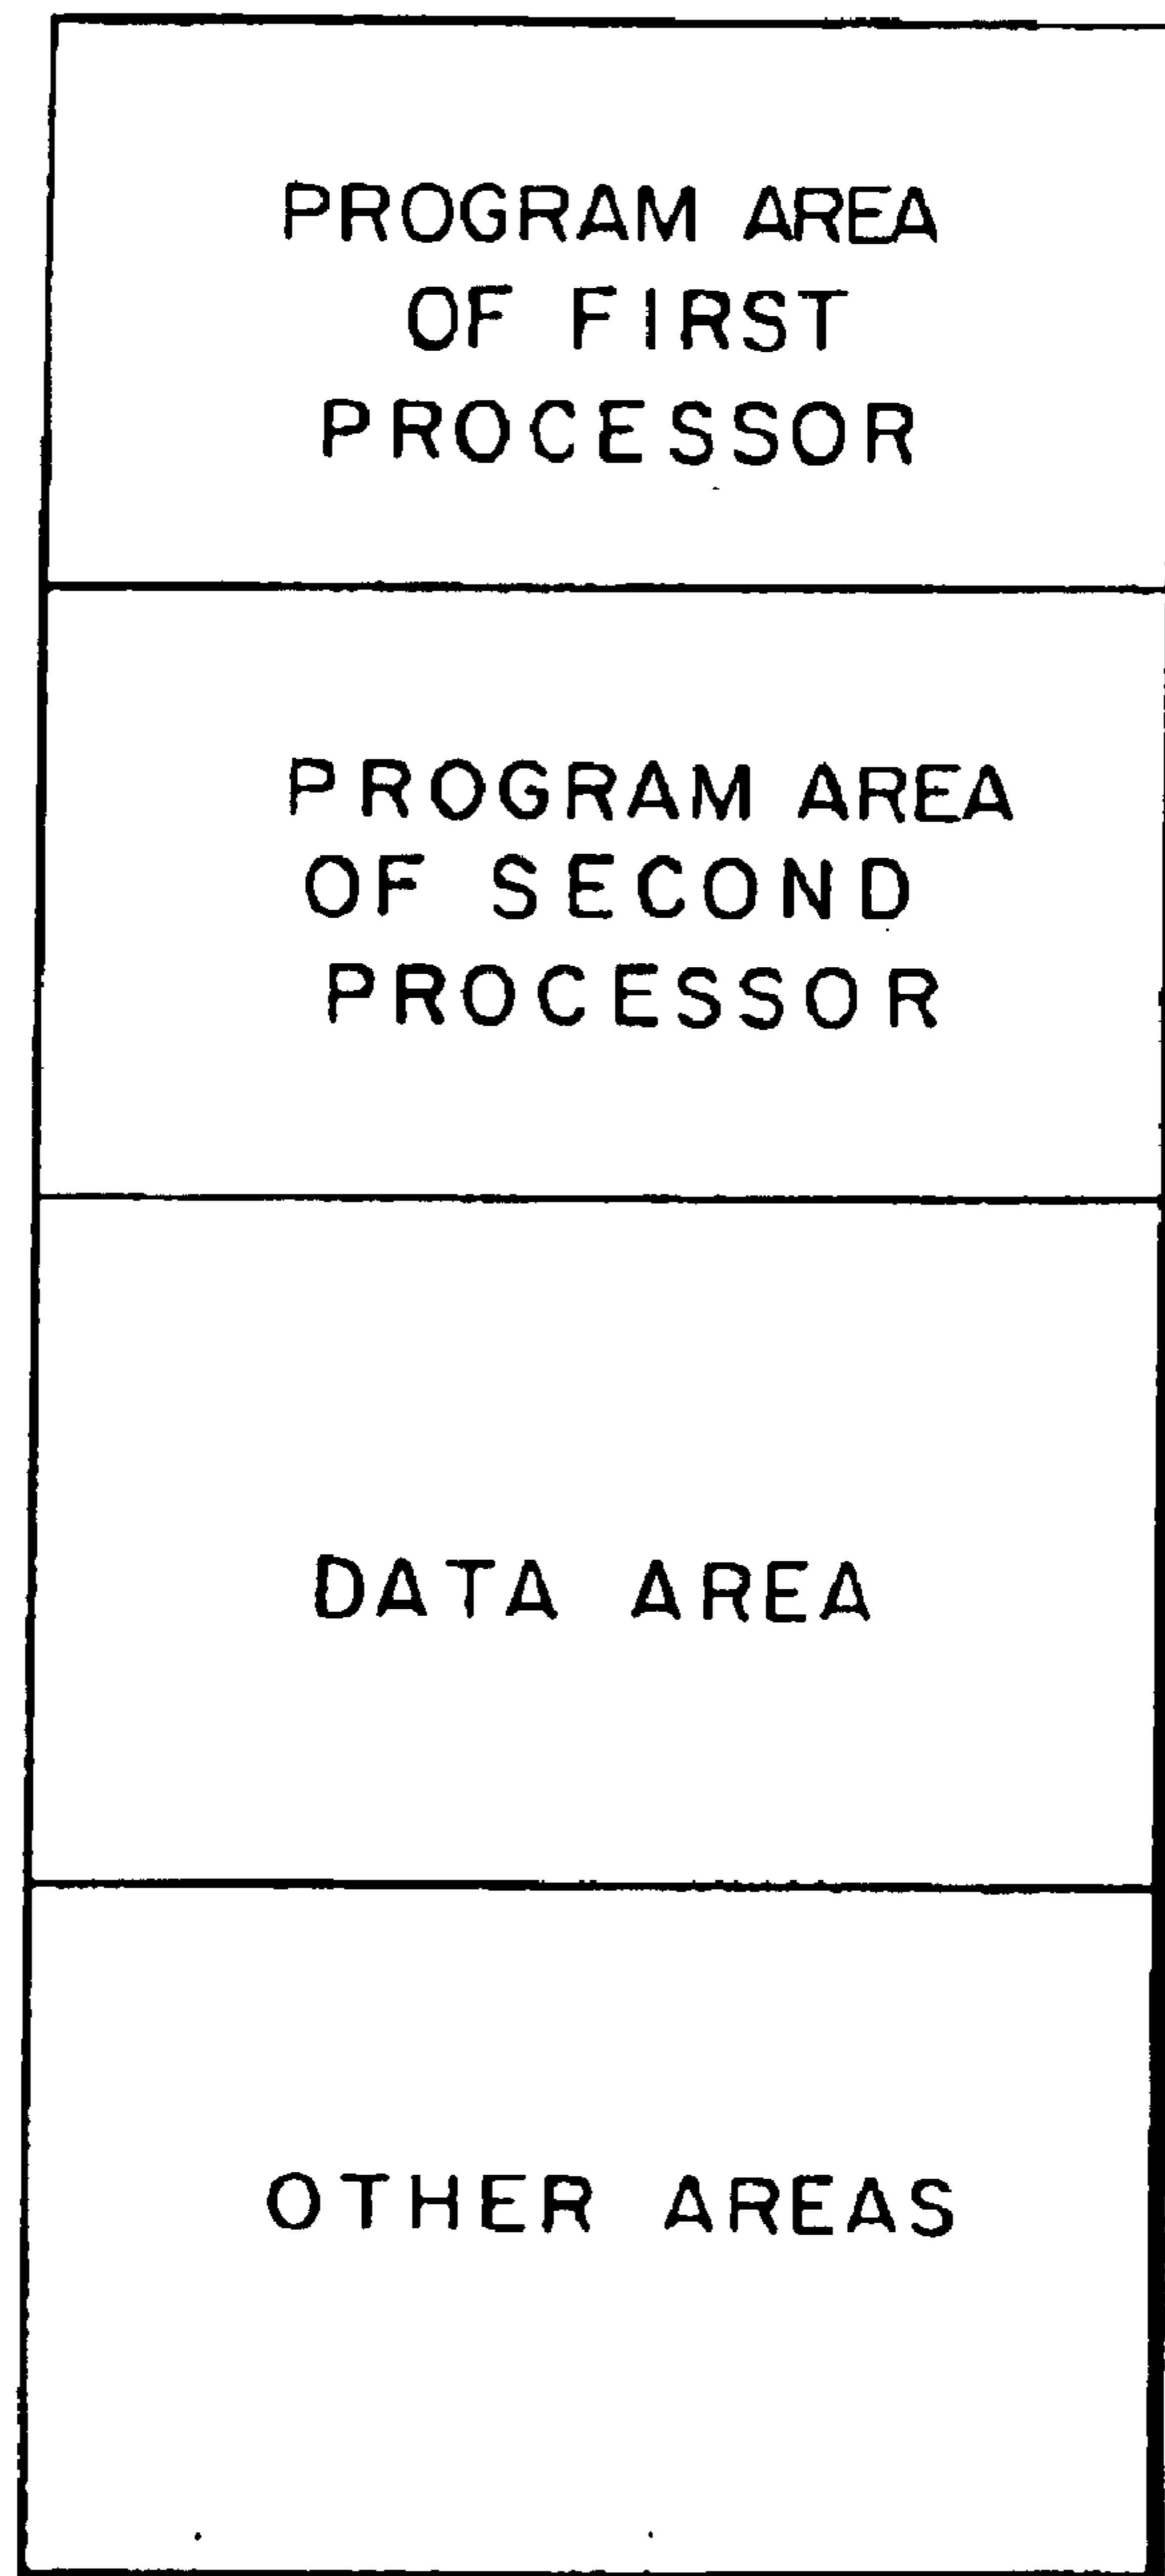 PROGRAM AREA
OF FIRST
PROCESSOR
PROGRAM AREA
OF SECOND
PROCESSOR
DATA AREA
OTHER AREAS